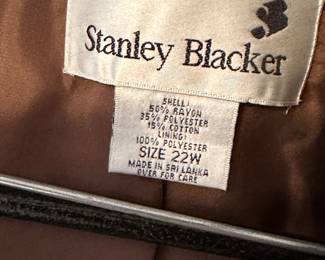 Stanley Blacker
SHELL:
50% RAYON
35% POLYESTER
15% COTTON
LINING:
100% POLYESTER
SIZE 22W
MADE IN SRI LANKA
OVER FOR CARE